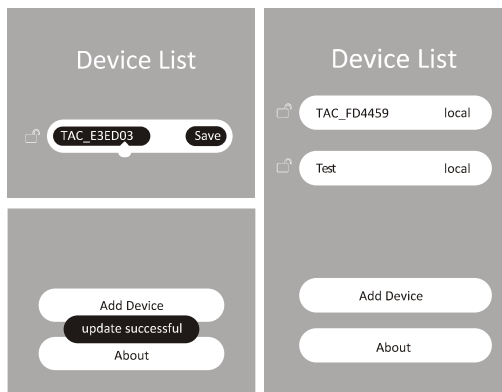 Device List
TAC_E3ED03 Save
Add Device
update successful
About
Device List
TAC_FD4459 local
Test local
Add Device
About